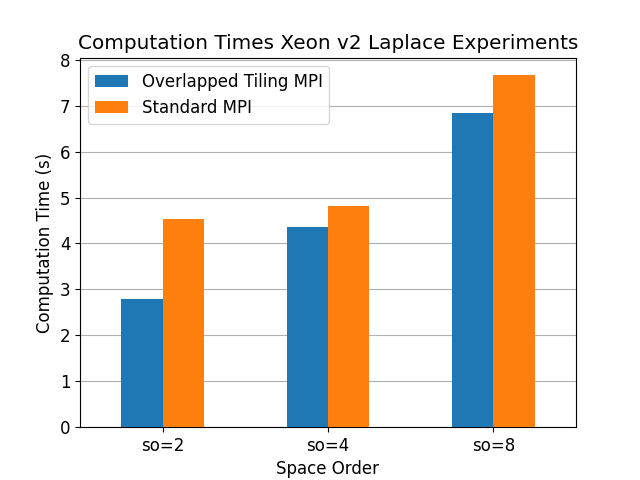 Computation Times Xeon v2 Laplace Experiments
Overlapped Tiling MPI
Standard MPI
8
7
6
5
4
3
2
1
0
Computation Time (s)
so=2 so=4 so=8
Space Order